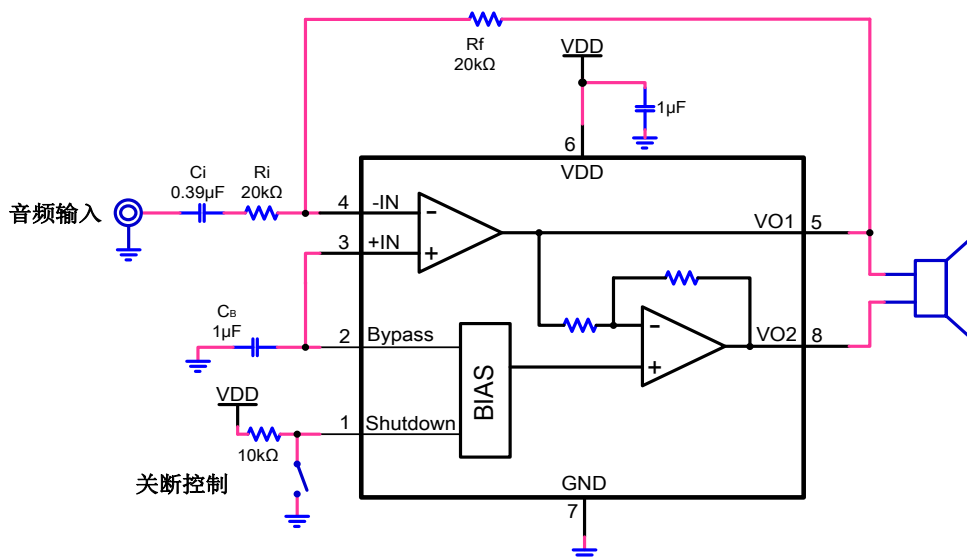 Rf
20kΩ
VDD
1μF
6
VDD
Ci
0.39μF
Ri
20kΩ
音频输入
4
-IN
VO1
5
3
+IN
CB
1μF
2
Bypass
VO2
8
BIAS
VDD
1
Shutdown
10kΩ
关断控制
GND
7